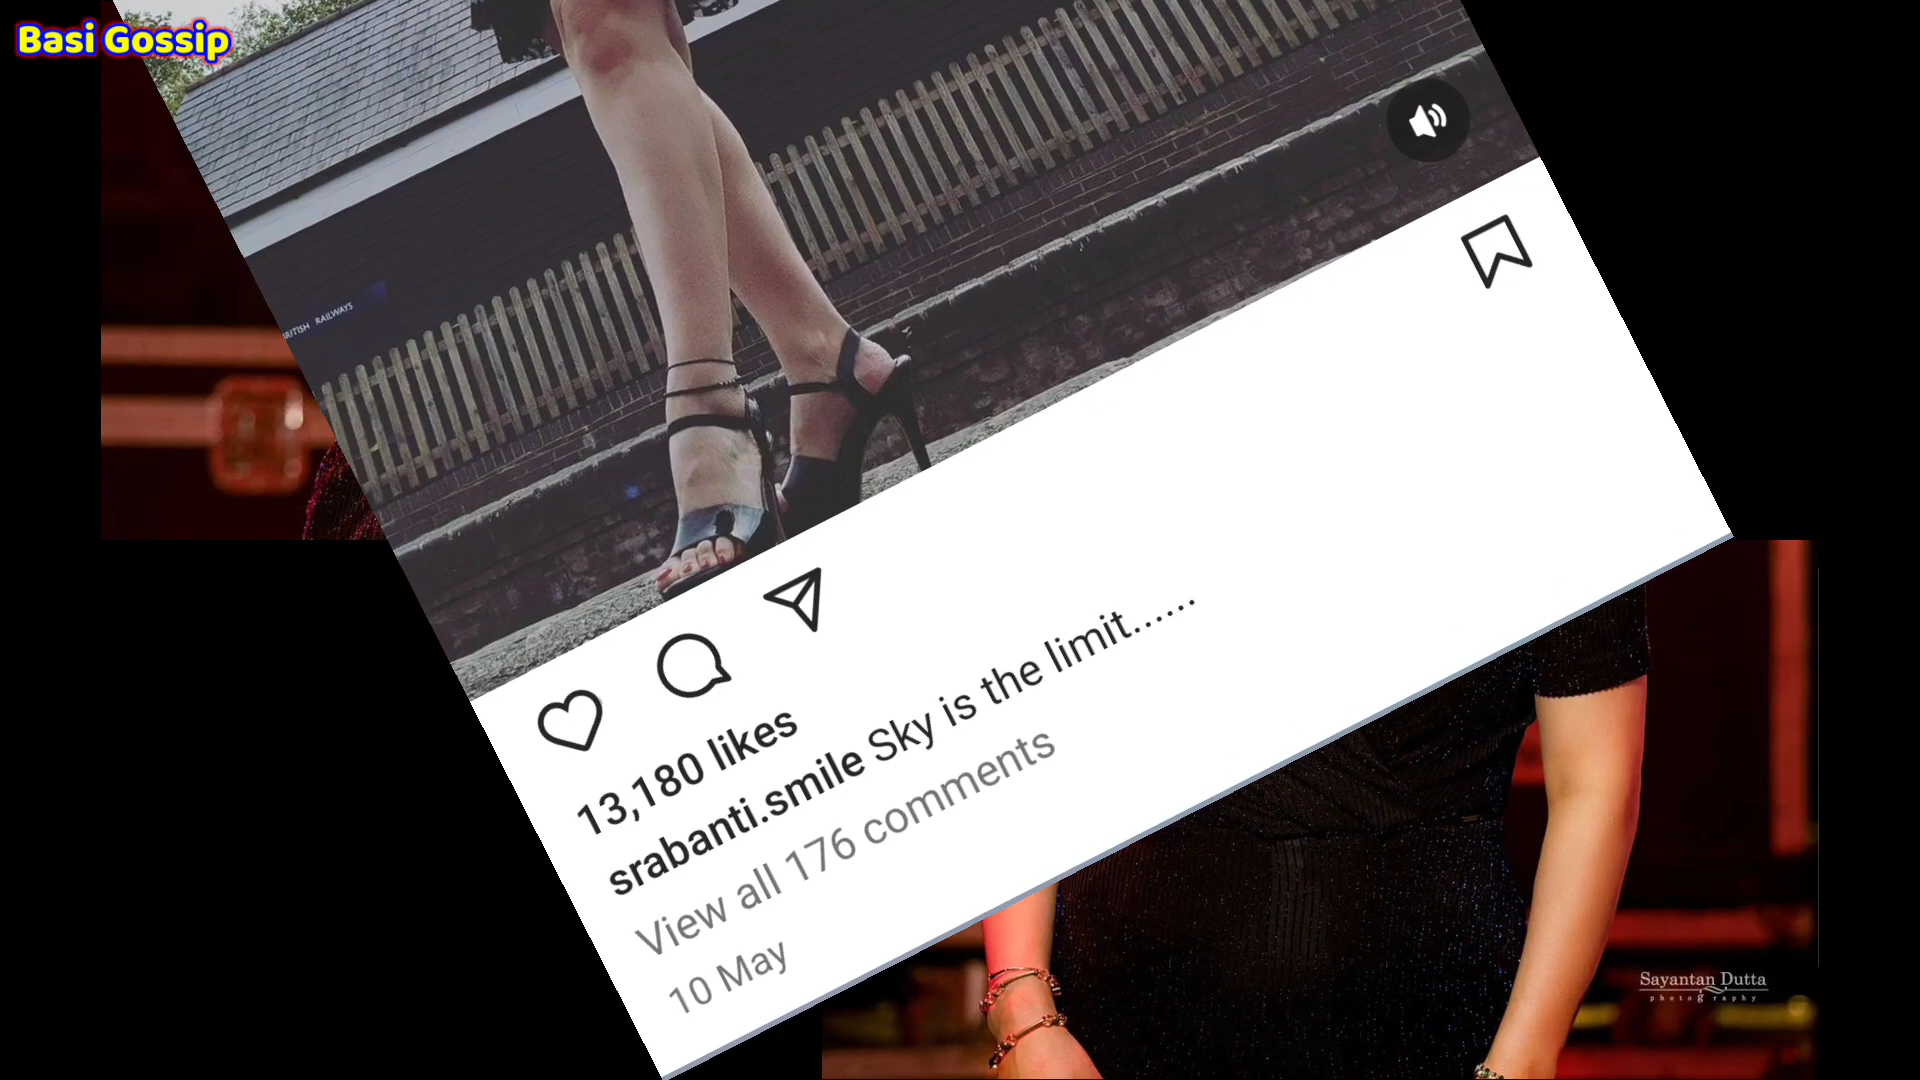 Basi Gossip
BRITISH RAILWAYS
13,180 likes
srabanti.smile Sky is the limit......
View all 176 comments
10 May
Sayantan Dutta
photography